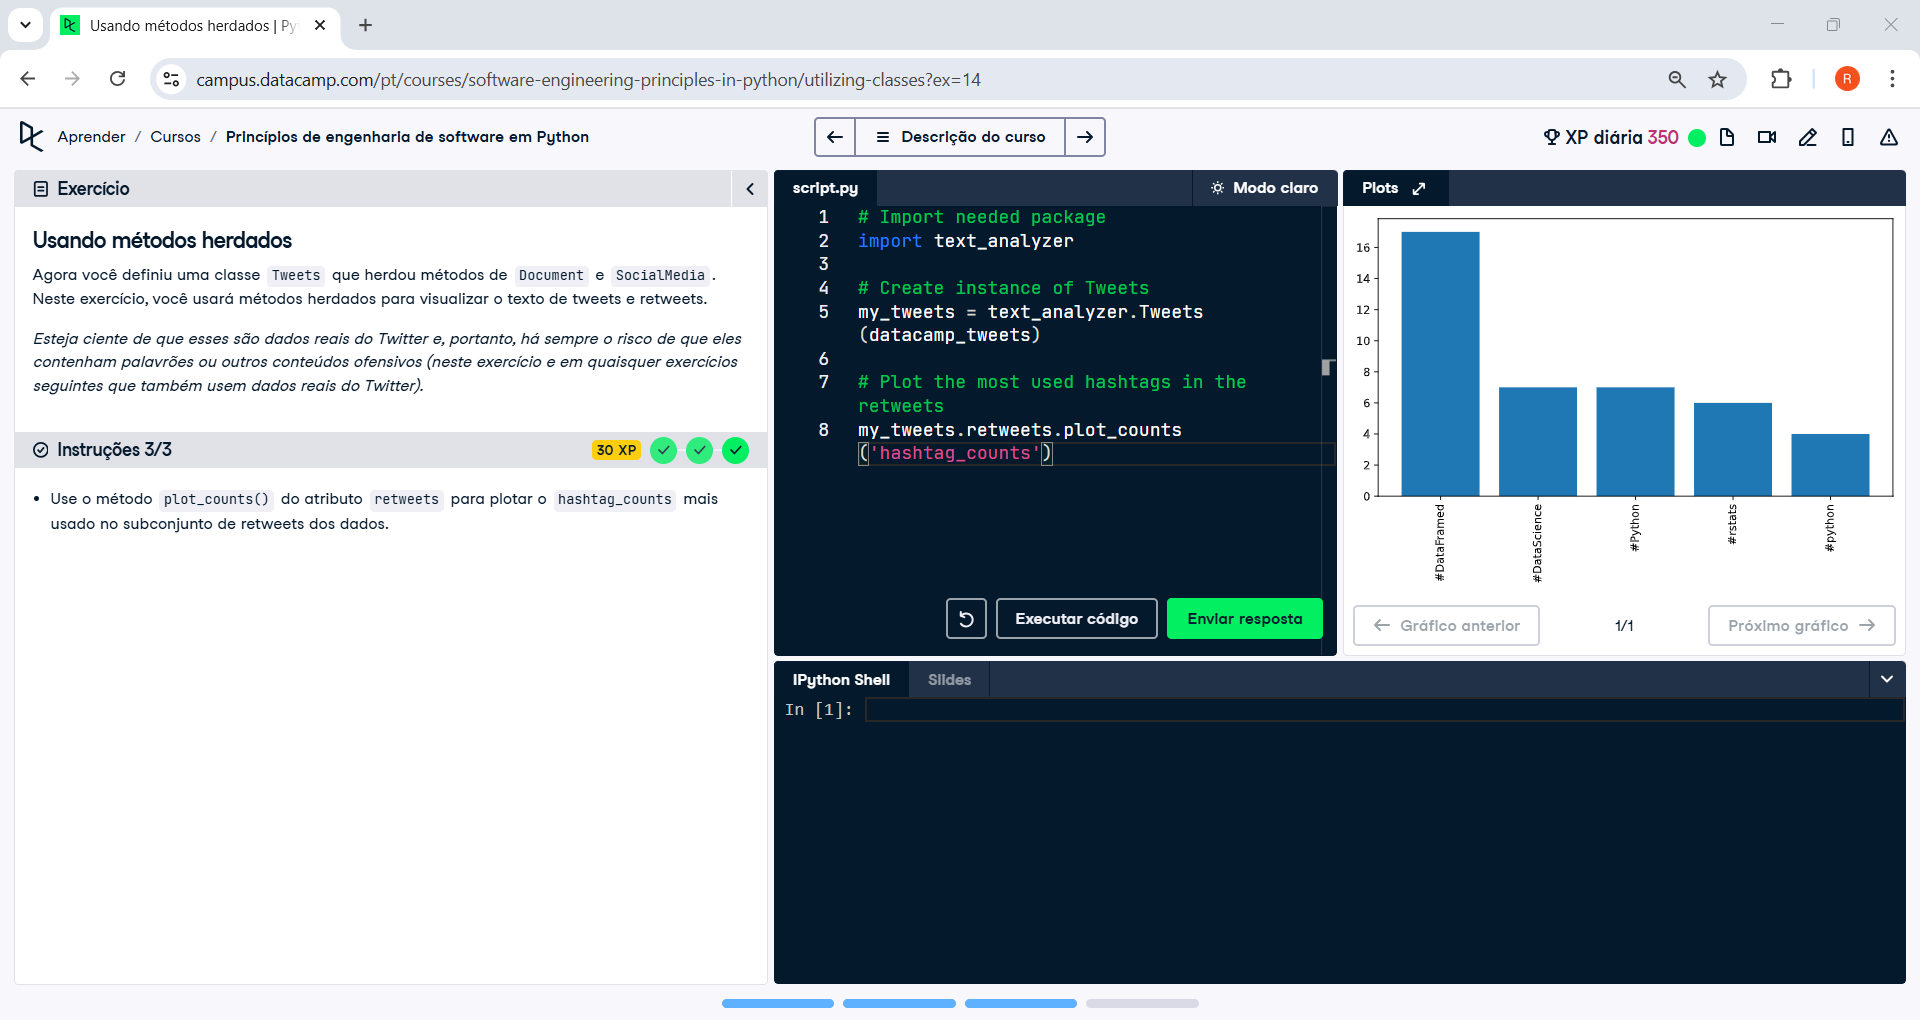 Usando métodos herdados | Py
campus.datacamp.com/pt/courses/software-engineering-principles-in-python/utilizing-classes?ex=14
R
Aprender / Cursos / Princípios de engenharia de software em Python
Descrição do curso
XP diária 350
Exercício
Usando métodos herdados
Agora você definiu uma classe Tweets que herdou métodos de Document e SocialMedia.
Neste exercício, você usará métodos herdados para visualizar o texto de tweets e retweets.
Esteja ciente de que esses são dados reais do Twitter e, portanto, há sempre o risco de que eles
contenham palavrões ou outros conteúdos ofensivos (neste exercício e em quaisquer exercícios
seguintes que também usem dados reais do Twitter).
Instruções 3/3
30 XP
• Use o método plot_counts() do atributo retweets para plotar o hashtag_counts mais
usado no subconjunto de retweets dos dados.
script.py
Modo claro
1 # Import needed package
2 import text_analyzer
3
4 # Create instance of Tweets
5 my_tweets = text_analyzer.Tweets
(datacamp_tweets)
6
7 # Plot the most used hashtags in the
retweets
8 my_tweets.retweets.plot_counts
('hashtag_counts')
Executar código
Enviar resposta
Plots
16
14
12
10
8
6
4
2
0
#DataFramed
#DataScience
#Python
#rstats
#python
Gráfico anterior
1/1
Próximo gráfico
IPython Shell
Slides
In [1]: